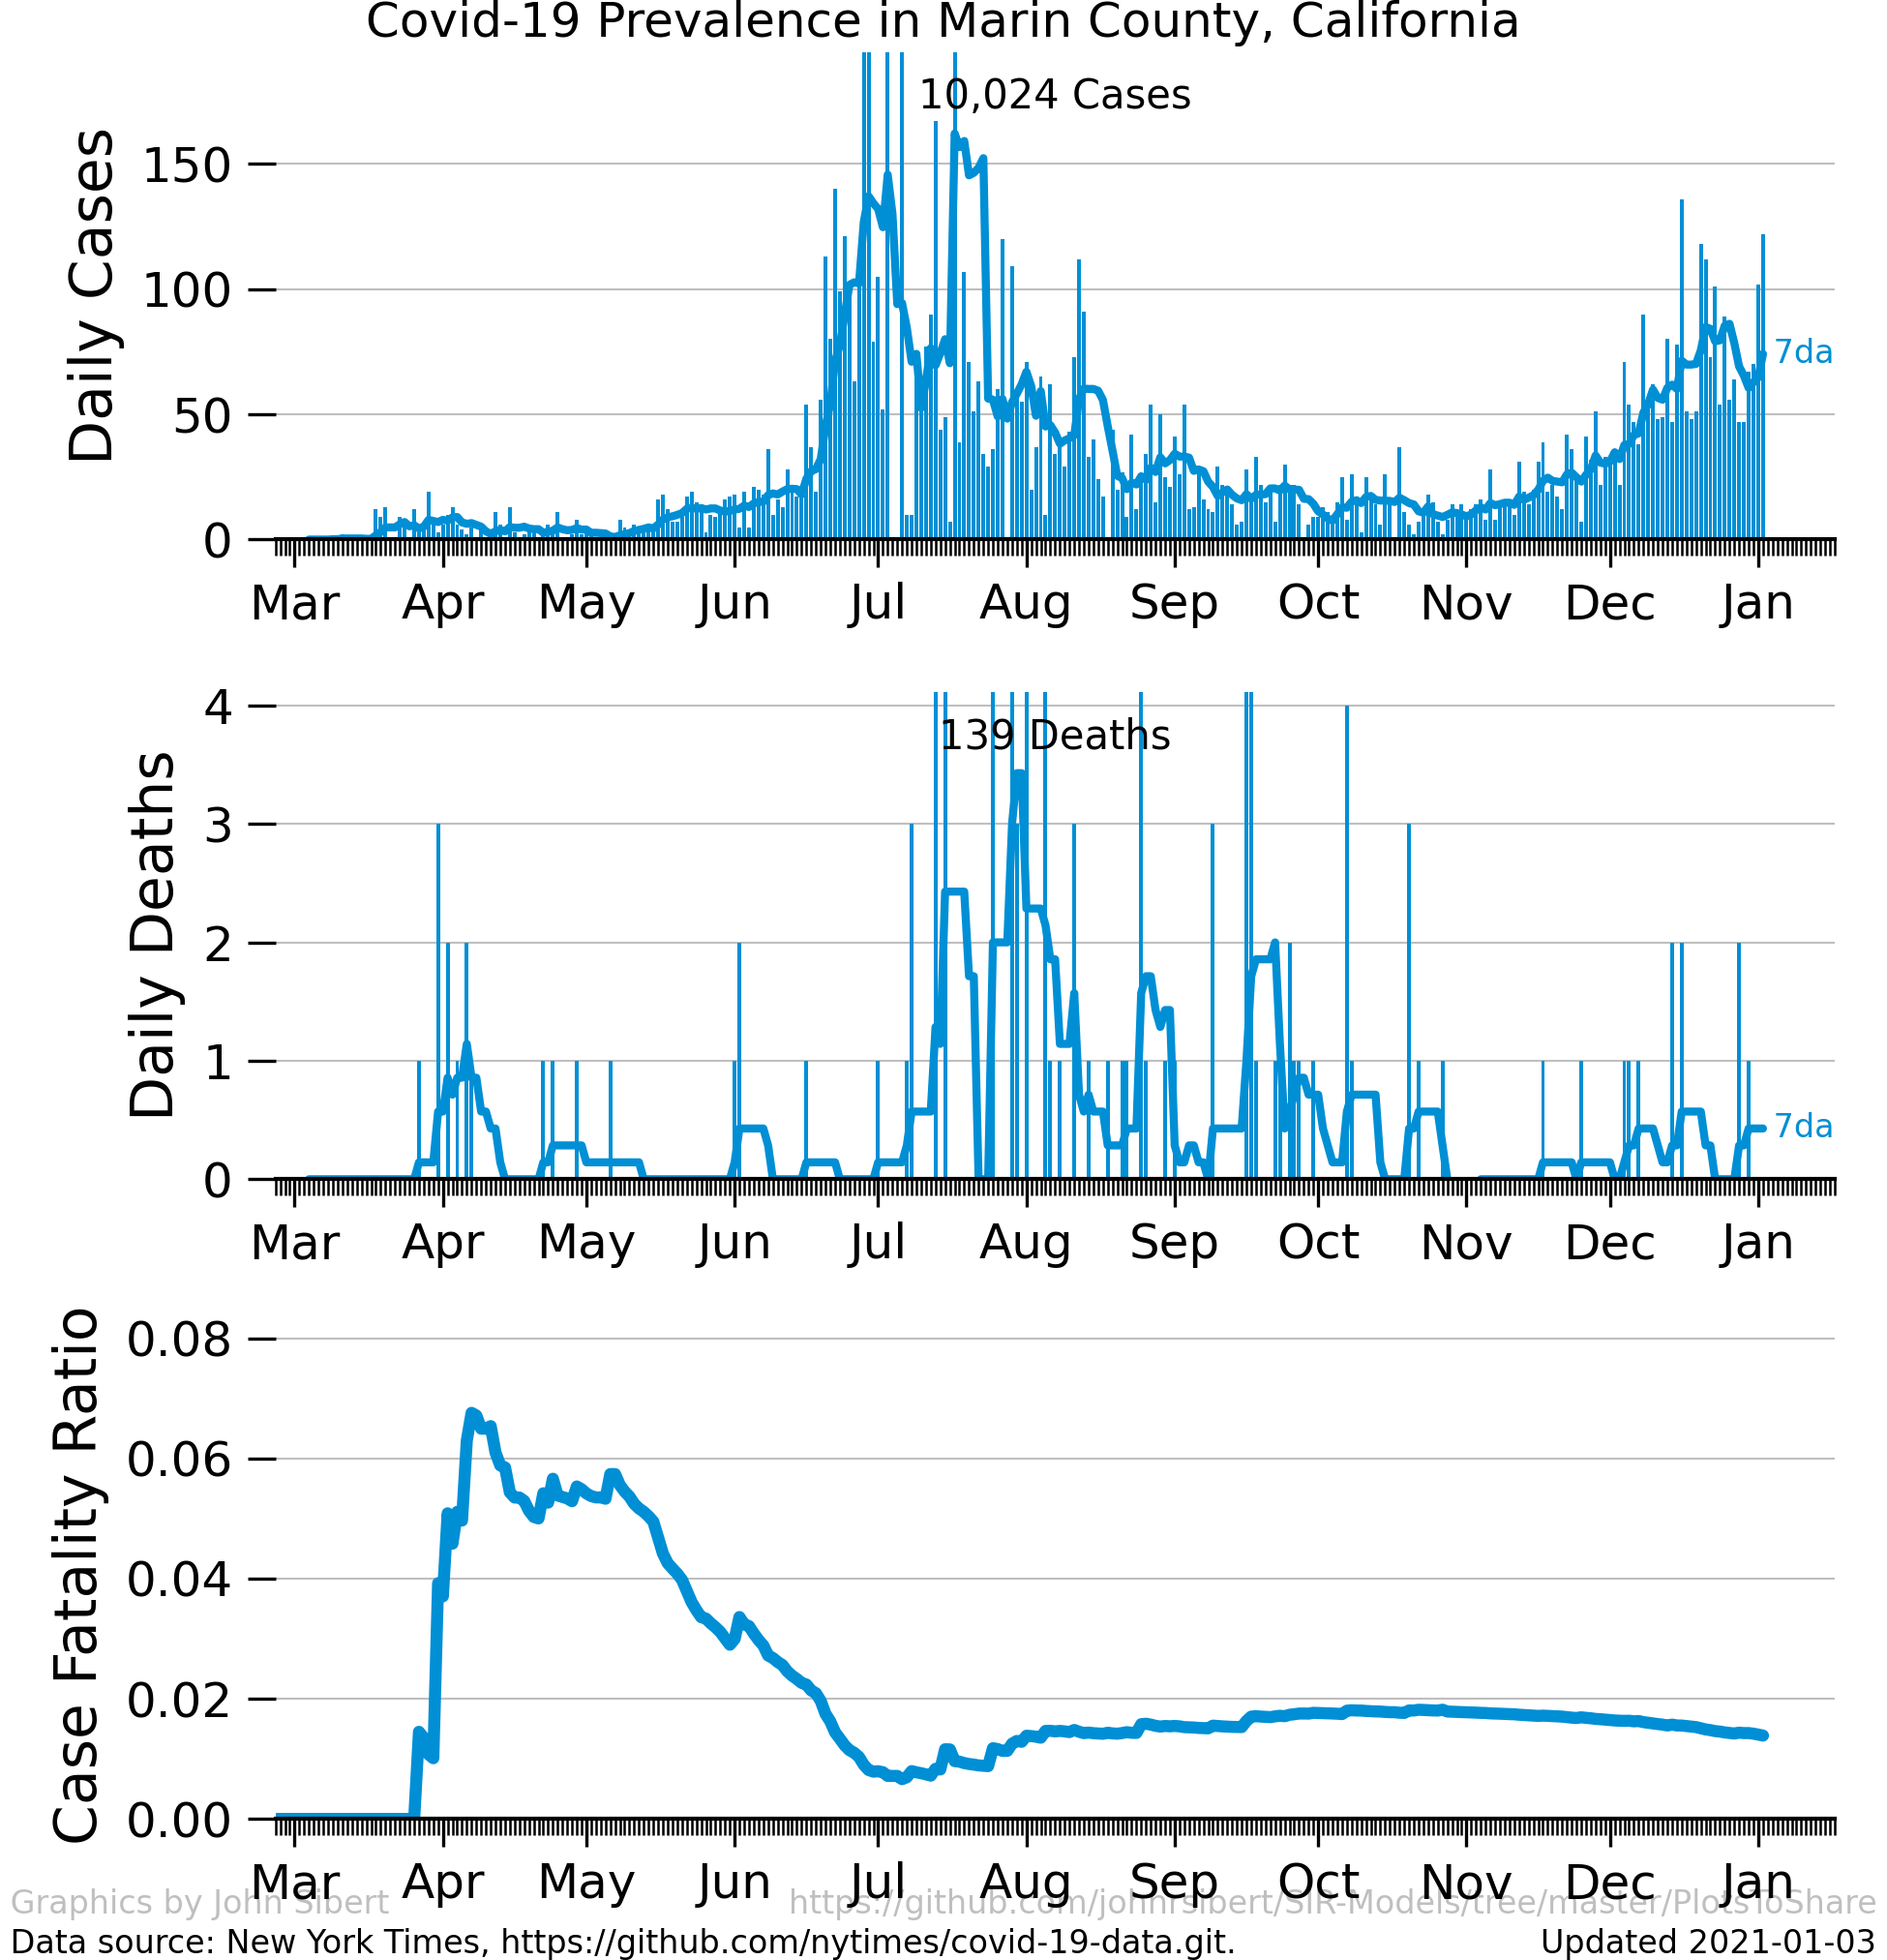 Covid-19 Prevalence in Marin County, California
10,024 Cases
Daily Cases
150
100
50
0
7da
Mar Apr May Jun Jul Aug Sep Oct Nov Dec Jan
139 Deaths
Daily Deaths
4
3
2
1
0
7da
Mar Apr May Jun Jul Aug Sep Oct Nov Dec Jan
Case Fatality Ratio
0.08
0.06
0.04
0.02
0.00
Mar Apr May Jun Jul Aug Sep Oct Nov Dec Jan
Graphics by John Sibert https://github.com/johnrsibert/SIR-Models/tree/master/PlotsToShare
Data source: New York Times, https://github.com/nytimes/covid-19-data.git. Updated 2021-01-03